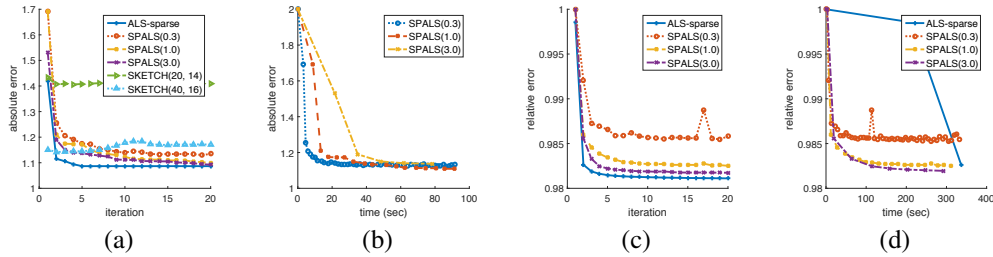 absolute error
1.7
1.6
1.5
1.4
1.3
1.2
1.1
1
0
5
10
15
20
iteration
ALS-sparse
SPALS(0.3)
SPALS(1.0)
SPALS(3.0)
SKETCH(20, 14)
SKETCH(40, 16)
(a)
absolute error
2
1.8
1.6
1.4
1.2
1
0
20
40
60
80
100
time (sec)
SPALS(0.3)
SPALS(1.0)
SPALS(3.0)
(b)
relative error
1
0.995
0.99
0.985
0.98
0
5
10
15
20
iteration
ALS-sparse
SPALS(0.3)
SPALS(1.0)
SPALS(3.0)
(c)
relative error
1
0.995
0.99
0.985
0.98
0
100
200
300
400
time (sec)
ALS-sparse
SPALS(0.3)
SPALS(1.0)
SPALS(3.0)
(d)